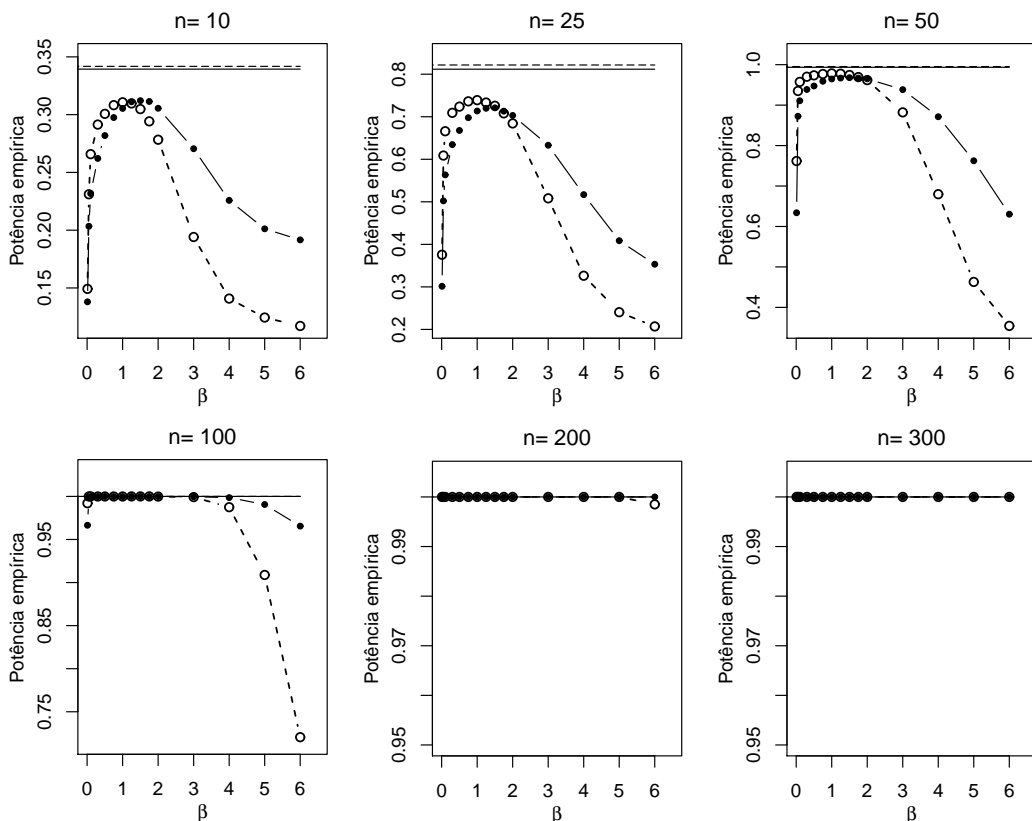 n= 10
Potência empírica
0.15 0.20 0.25 0.30 0.35
0 1 2 3 4 5 6
β
n= 25
Potência empírica
0.2 0.3 0.4 0.5 0.6 0.7 0.8
0 1 2 3 4 5 6
β
n= 50
Potência empírica
0.4 0.6 0.8 1.0
0 1 2 3 4 5 6
β
n= 100
Potência empírica
0.75 0.85 0.95
0 1 2 3 4 5 6
β
n= 200
Potência empírica
0.95 0.97 0.99
0 1 2 3 4 5 6
β
n= 300
Potência empírica
0.95 0.97 0.99
0 1 2 3 4 5 6
β